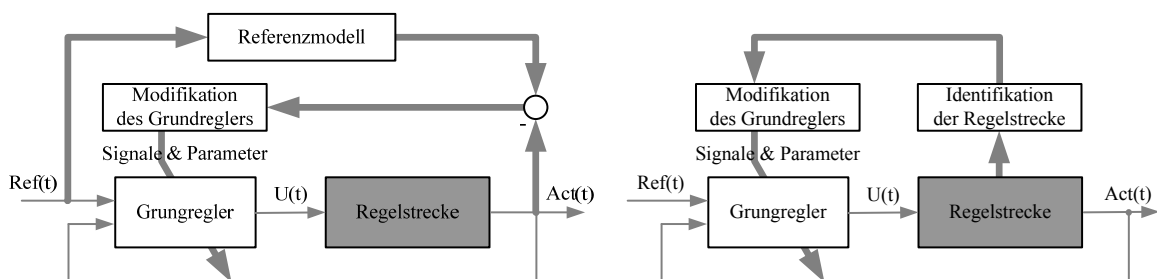 Referenzmodell
Modifikation
des Grundreglers
-
Signale & Parameter
Ref(t)
Grungregler
U(t)
Regelstrecke
Act(t)
Modifikation
des Grundreglers
Identifikation
der Regelstrecke
Signale & Parameter
Ref(t)
Grungregler
U(t)
Regelstrecke
Act(t)